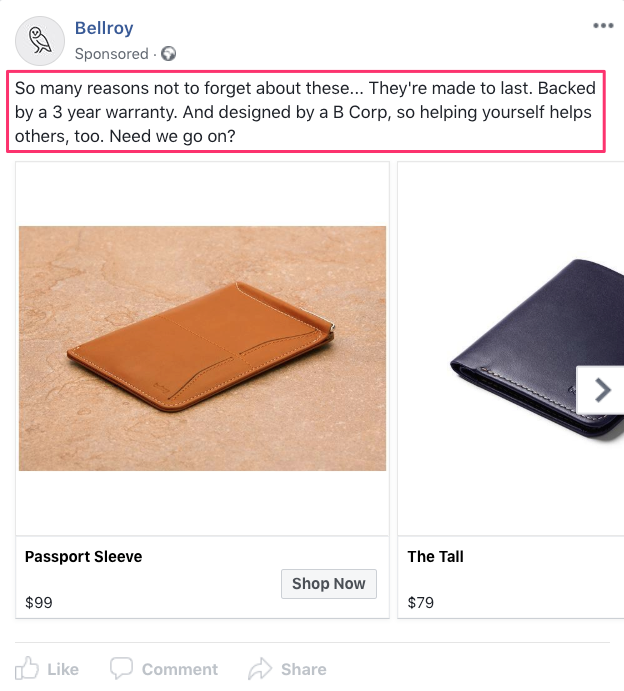 Bellroy
Sponsored ·
So many reasons not to forget about these... They're made to last. Backed
by a 3 year warranty. And designed by a B Corp, so helping yourself helps
others, too. Need we go on?
Passport Sleeve
The Tall
Shop Now
$99
$79
Like
Comment
Share